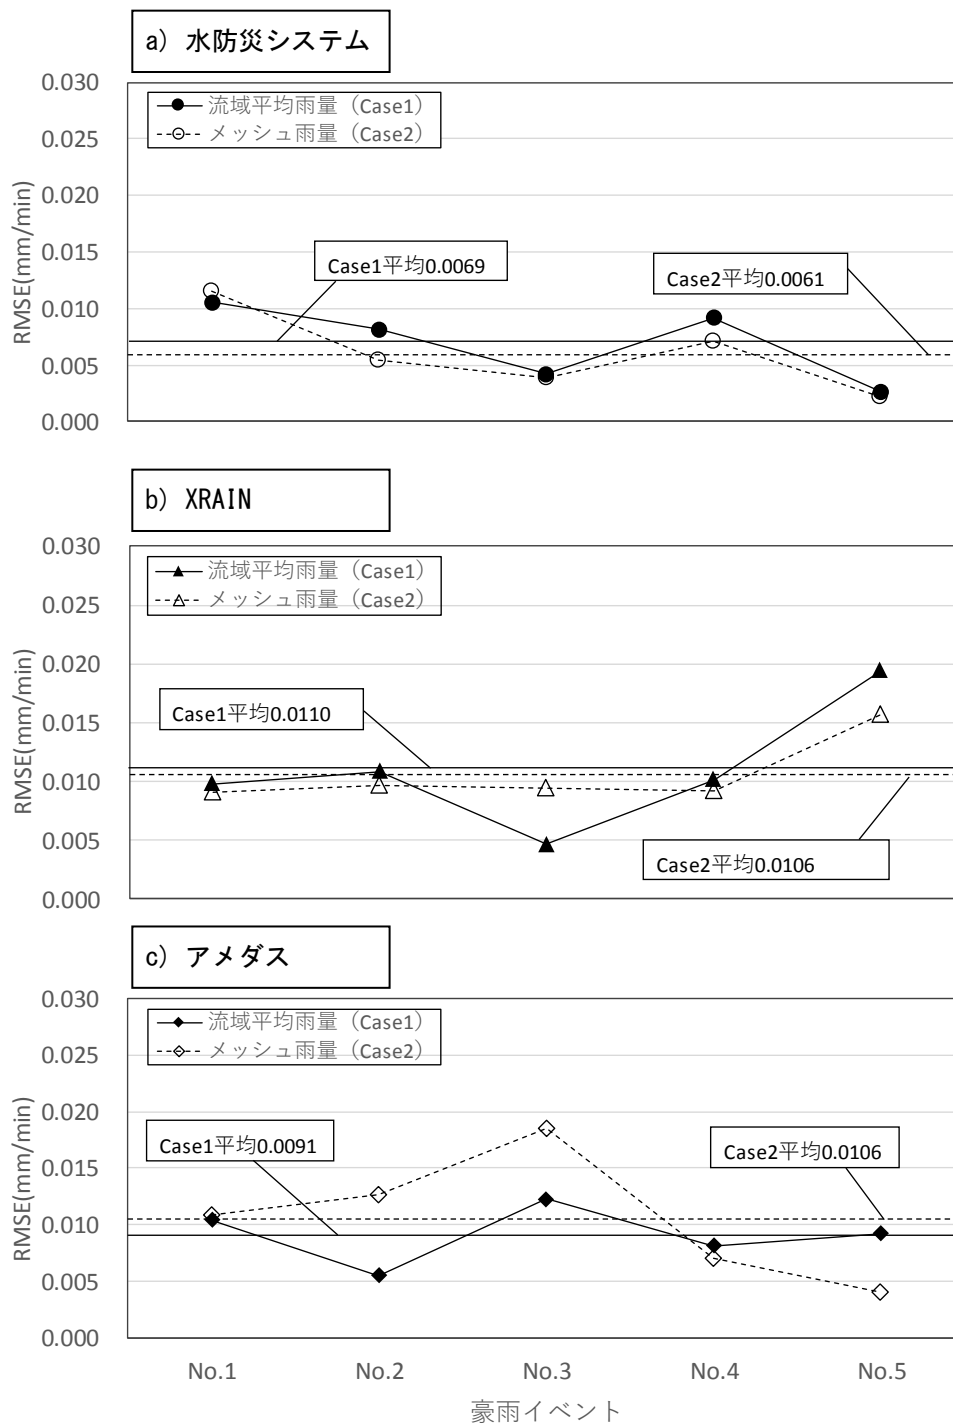 a) 水防災システム
0.030
0.025
0.020
0.015
0.010
0.005
0.000
RMSE(mm/min)
流域平均雨量（Case1）
メッシュ雨量（Case2）
Case1平均0.0069
Case2平均0.0061
b) XRAIN
0.030
0.025
0.020
0.015
0.010
0.005
0.000
RMSE(mm/min)
流域平均雨量（Case1）
メッシュ雨量（Case2）
Case1平均0.0110
Case2平均0.0106
c) アメダス
0.030
0.025
0.020
0.015
0.010
0.005
0.000
RMSE(mm/min)
流域平均雨量（Case1）
メッシュ雨量（Case2）
Case1平均0.0091
Case2平均0.0106
No.1 No.2 No.3 No.4 No.5
豪雨イベント